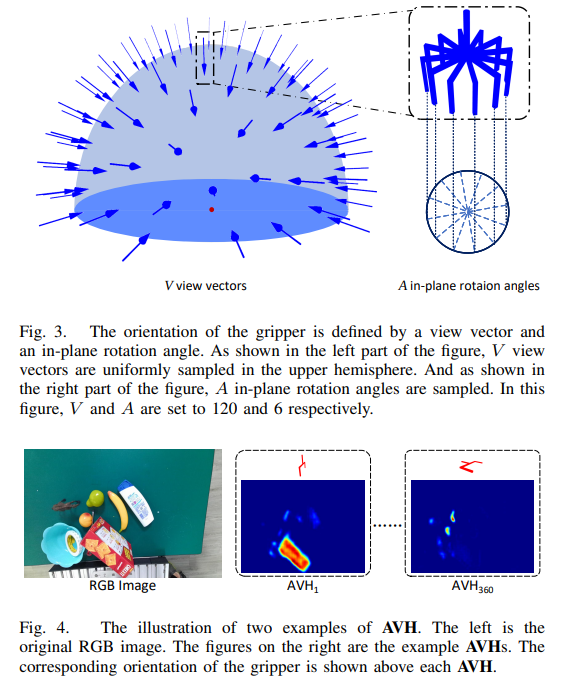 V view vectors
A in-plane rotaion angles
Fig. 3. The orientation of the gripper is defined by a view vector and
an in-plane rotation angle. As shown in the left part of the figure, V view
vectors are uniformly sampled in the upper hemisphere. And as shown in
the right part of the figure, A in-plane rotation angles are sampled. In this
figure, V and A are set to 120 and 6 respectively.
......
RGB Image
AVH1
AVH360
Fig. 4. The illustration of two examples of AVH. The left is the
original RGB image. The figures on the right are the example AVHs. The
corresponding orientation of the gripper is shown above each AVH.